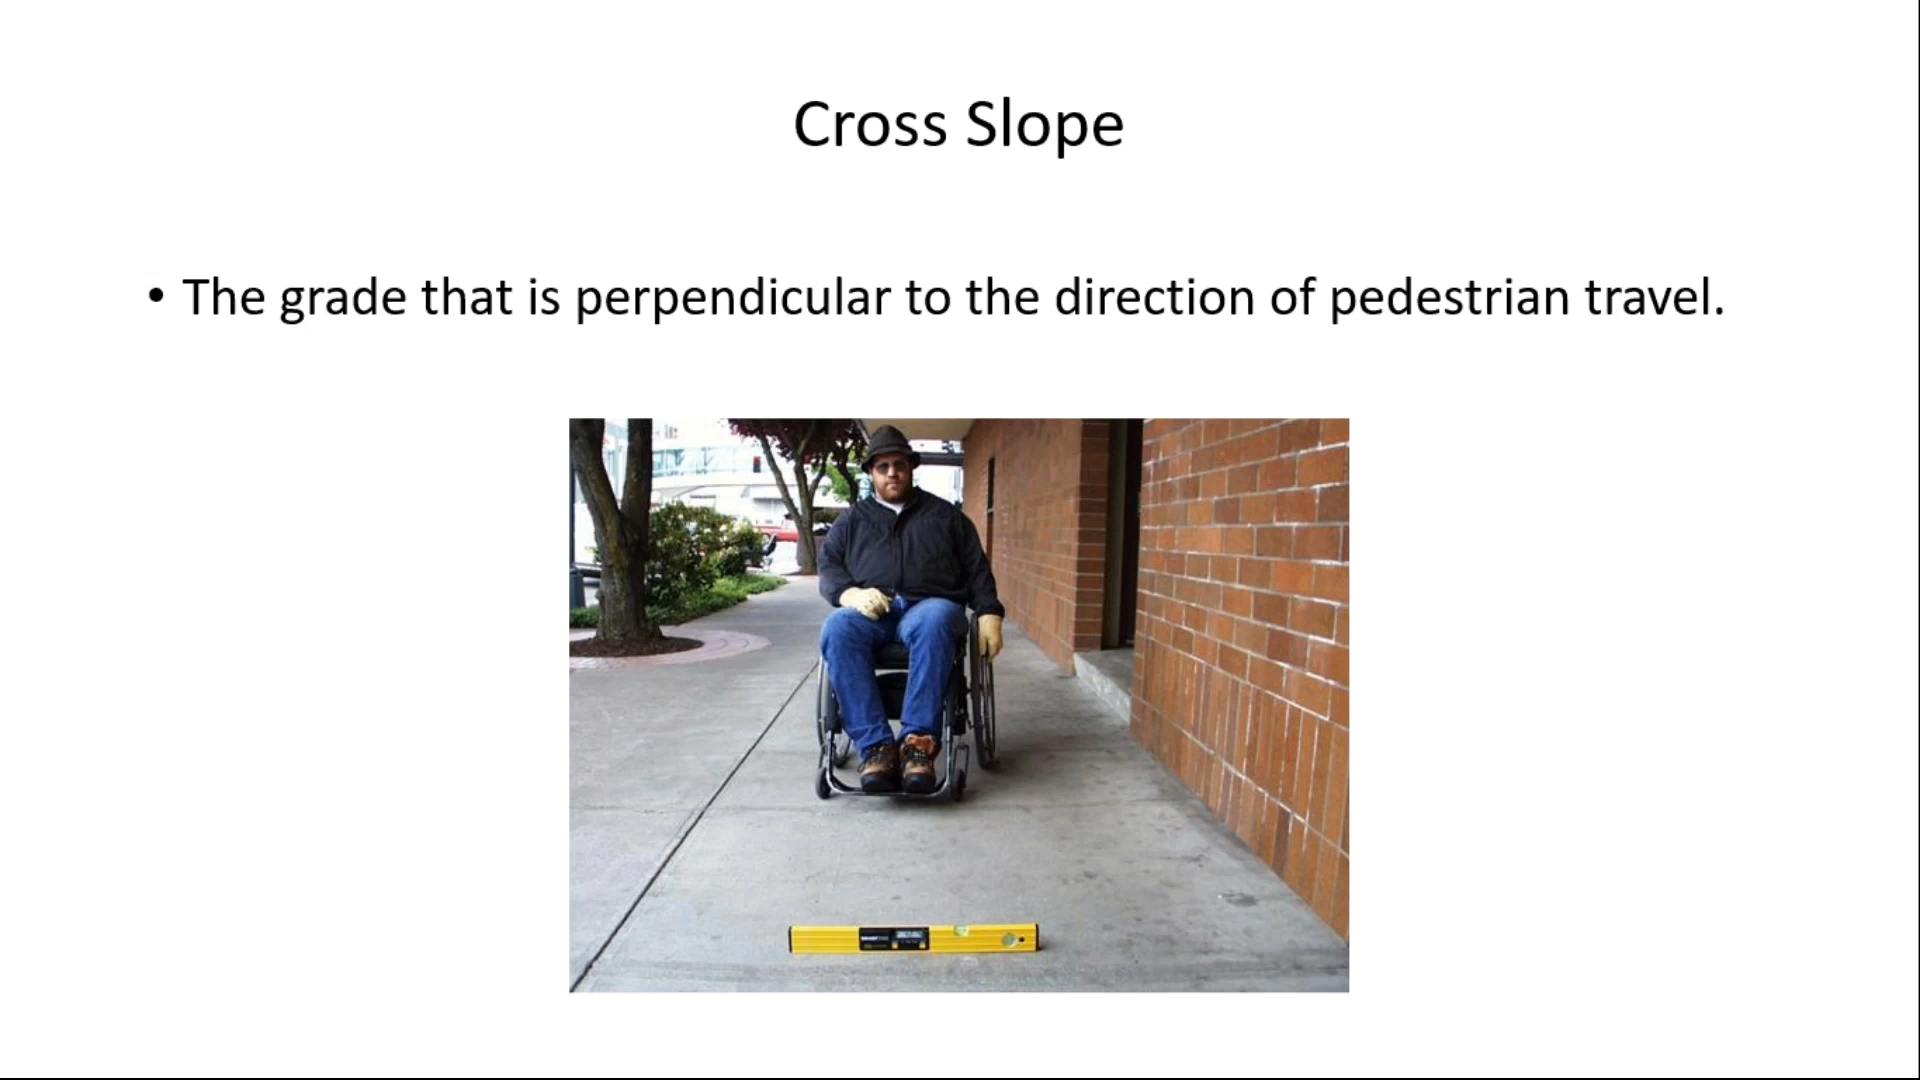 Cross Slope
• The grade that is perpendicular to the direction of pedestrian travel.